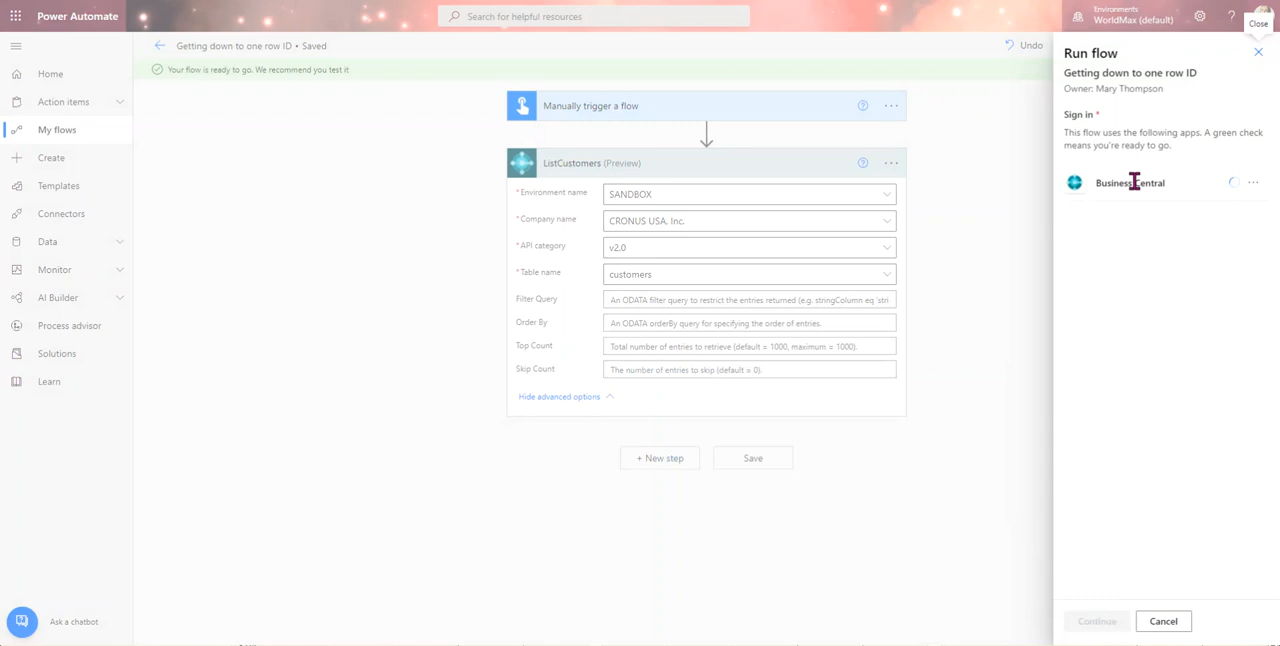 Power Automate
Search for helpful resources
Environments
WorldMax (default)
?
Close
Getting down to one row ID • Saved
Undo
Your flow is ready to go. We recommend you test it
Home
Action items
My flows
Create
Templates
Connectors
Data
Monitor
AI Builder
Process advisor
Solutions
Learn
Ask a chatbot
Manually trigger a flow
ListCustomers (Preview)
* Environment name
SANDBOX
* Company name
CRONUS USA, Inc.
* API category
v2.0
* Table name
customers
Filter Query
An ODATA filter query to restrict the entries returned (e.g. stringColumn eq 'stri
Order By
An ODATA orderBy query for specifying the order of entries.
Top Count
Total number of entries to retrieve (default = 1000, maximum = 1000).
Skip Count
The number of entries to skip (default = 0).
Hide advanced options
+ New step
Save
Run flow
Getting down to one row ID
Owner: Mary Thompson
Sign in *
This flow uses the following apps. A green check
means you're ready to go.
Business Central
Continue
Cancel